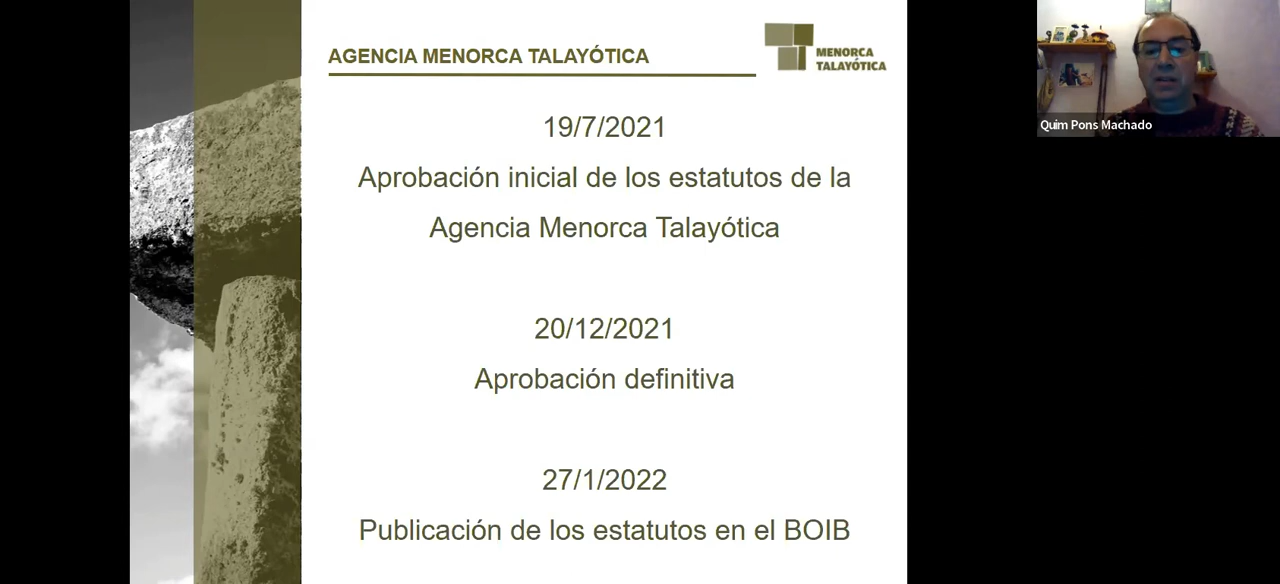 AGENCIA MENORCA TALAYÓTICA
MENORCA
TALAYÓTICA
19/7/2021
Aprobación inicial de los estatutos de la
Agencia Menorca Talayótica
20/12/2021
Aprobación definitiva
27/1/2022
Publicación de los estatutos en el BOIB
Quim Pons Machado